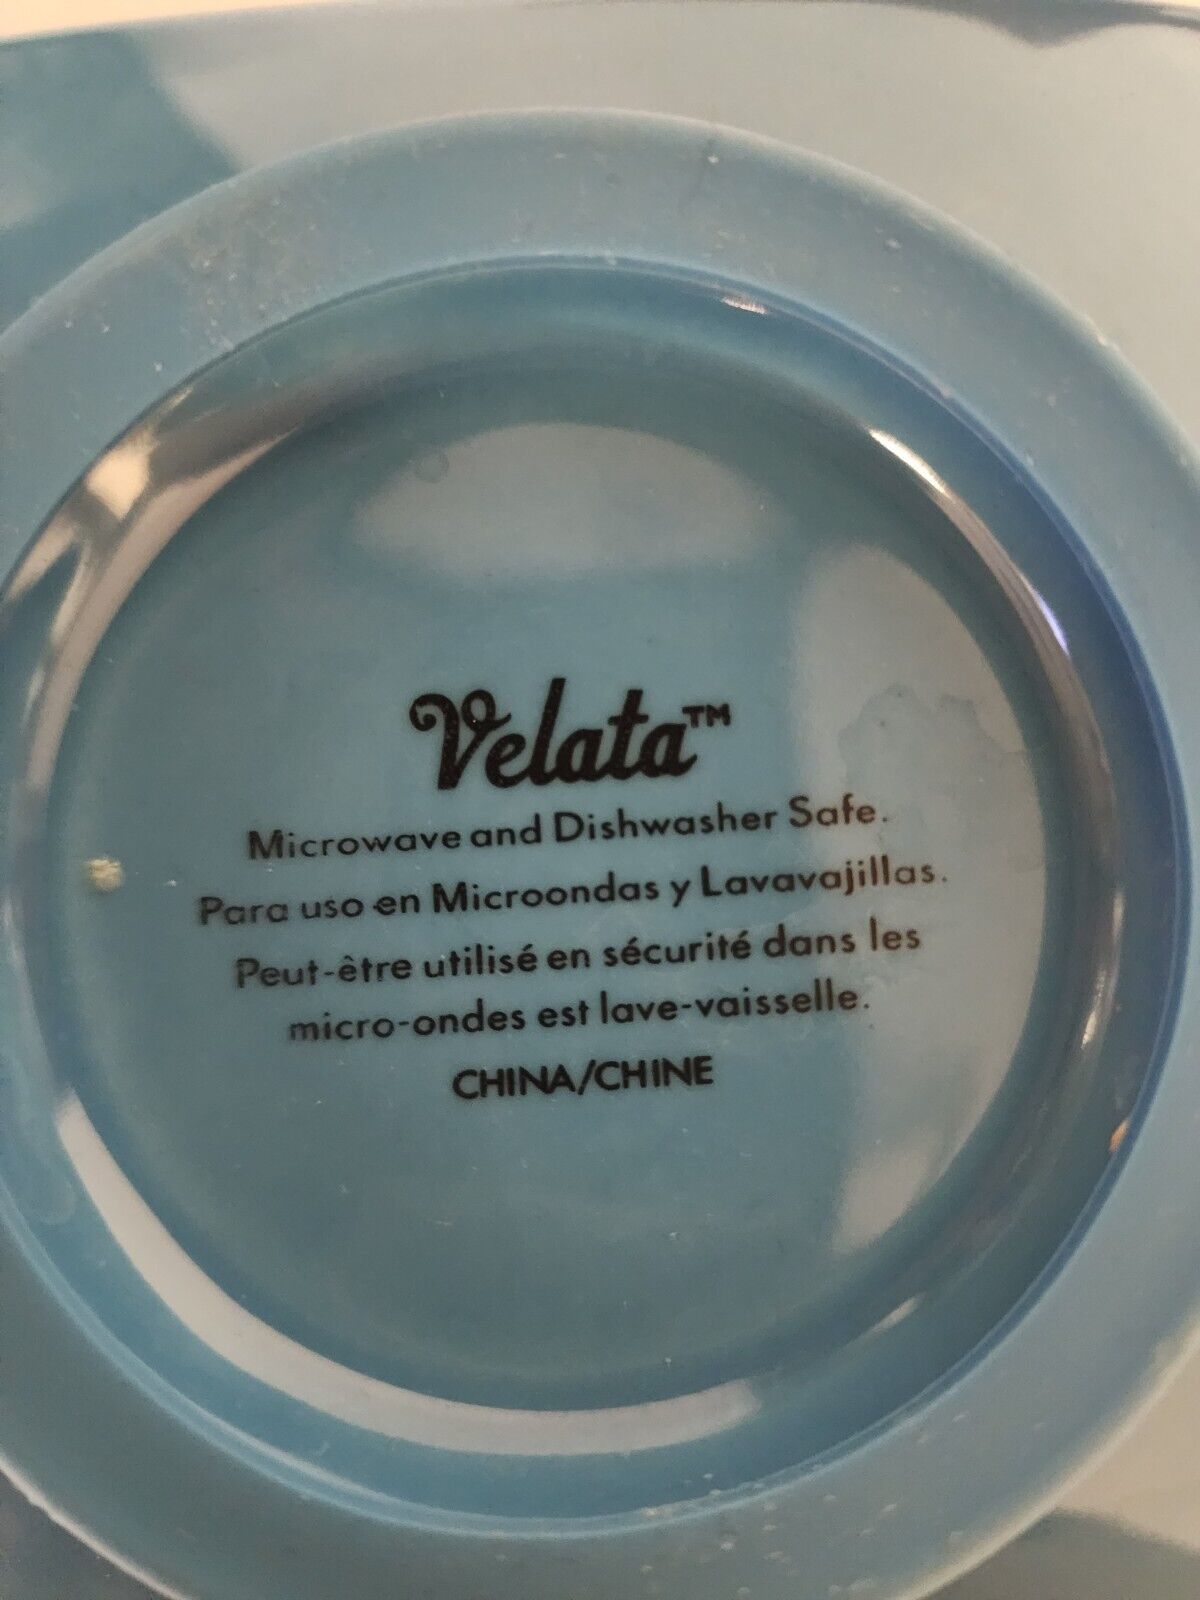 Velata™
Microwave and Dishwasher Safe.
Para uso en Microondas y Lavavajillas.
Peut-être utilisé en sécurité dans les
micro-ondes est lave-vaisselle.
CHINA/CHINE